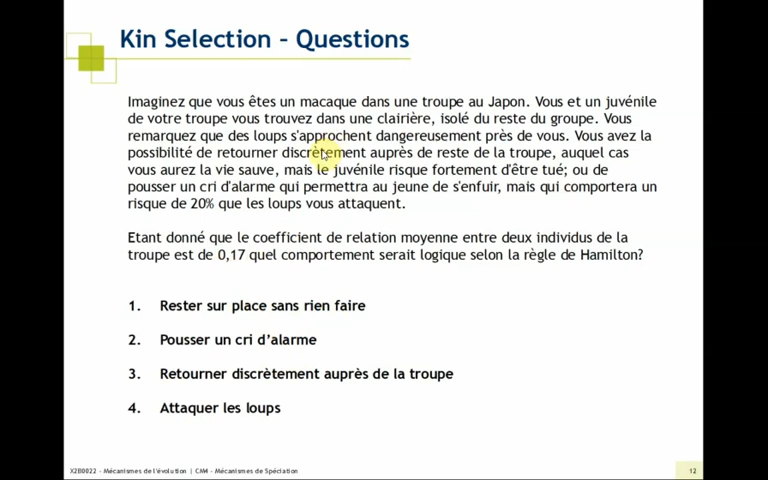 Kin Selection - Questions
Imaginez que vous êtes un macaque dans une troupe au Japon. Vous et un juvénile
de votre troupe vous trouvez dans une clairière, isolé du reste du groupe. Vous
remarquez que des loups s'approchent dangereusement près de vous. Vous avez la
possibilité de retourner discrètement auprès de reste de la troupe, auquel cas
vous aurez la vie sauve, mais le juvénile risque fortement d'être tué; ou de
pousser un cri d'alarme qui permettra au jeune de s'enfuir, mais qui comportera un
risque de 20% que les loups vous attaquent.
Etant donné que le coefficient de relation moyenne entre deux individus de la
troupe est de 0,17 quel comportement serait logique selon la règle de Hamilton?
1. Rester sur place sans rien faire
2. Pousser un cri d'alarme
3. Retourner discrètement auprès de la troupe
4. Attaquer les loups
X2BO022 - Mécanismes de l'évolution | CM4 - Mécanismes de Spéciation
12